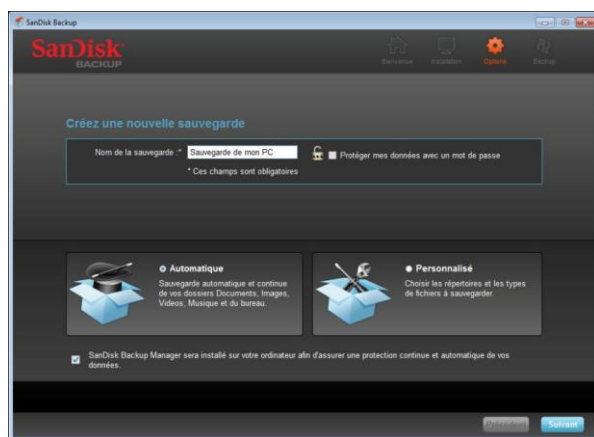 SanDisk Backup
SanDisk
BACKUP
Bienvenue
Installation
Options
Backup
Créez une nouvelle sauvegarde
Nom de la sauvegarde :* Sauvegarde de mon PC Protéger mes données avec un mot de passe
* Ces champs sont obligatoires
Automatique
Sauvegarde automatique et continue
de vos dossiers Documents, Images,
Videos, Musique et du bureau.
Personnalisé
Choisir les répertoires et les types
de fichiers à sauvegarder.
SanDisk Backup Manager sera installé sur votre ordinateur afin d'assurer une protection continue et automatique de vos
données.
Précédent
Suivant